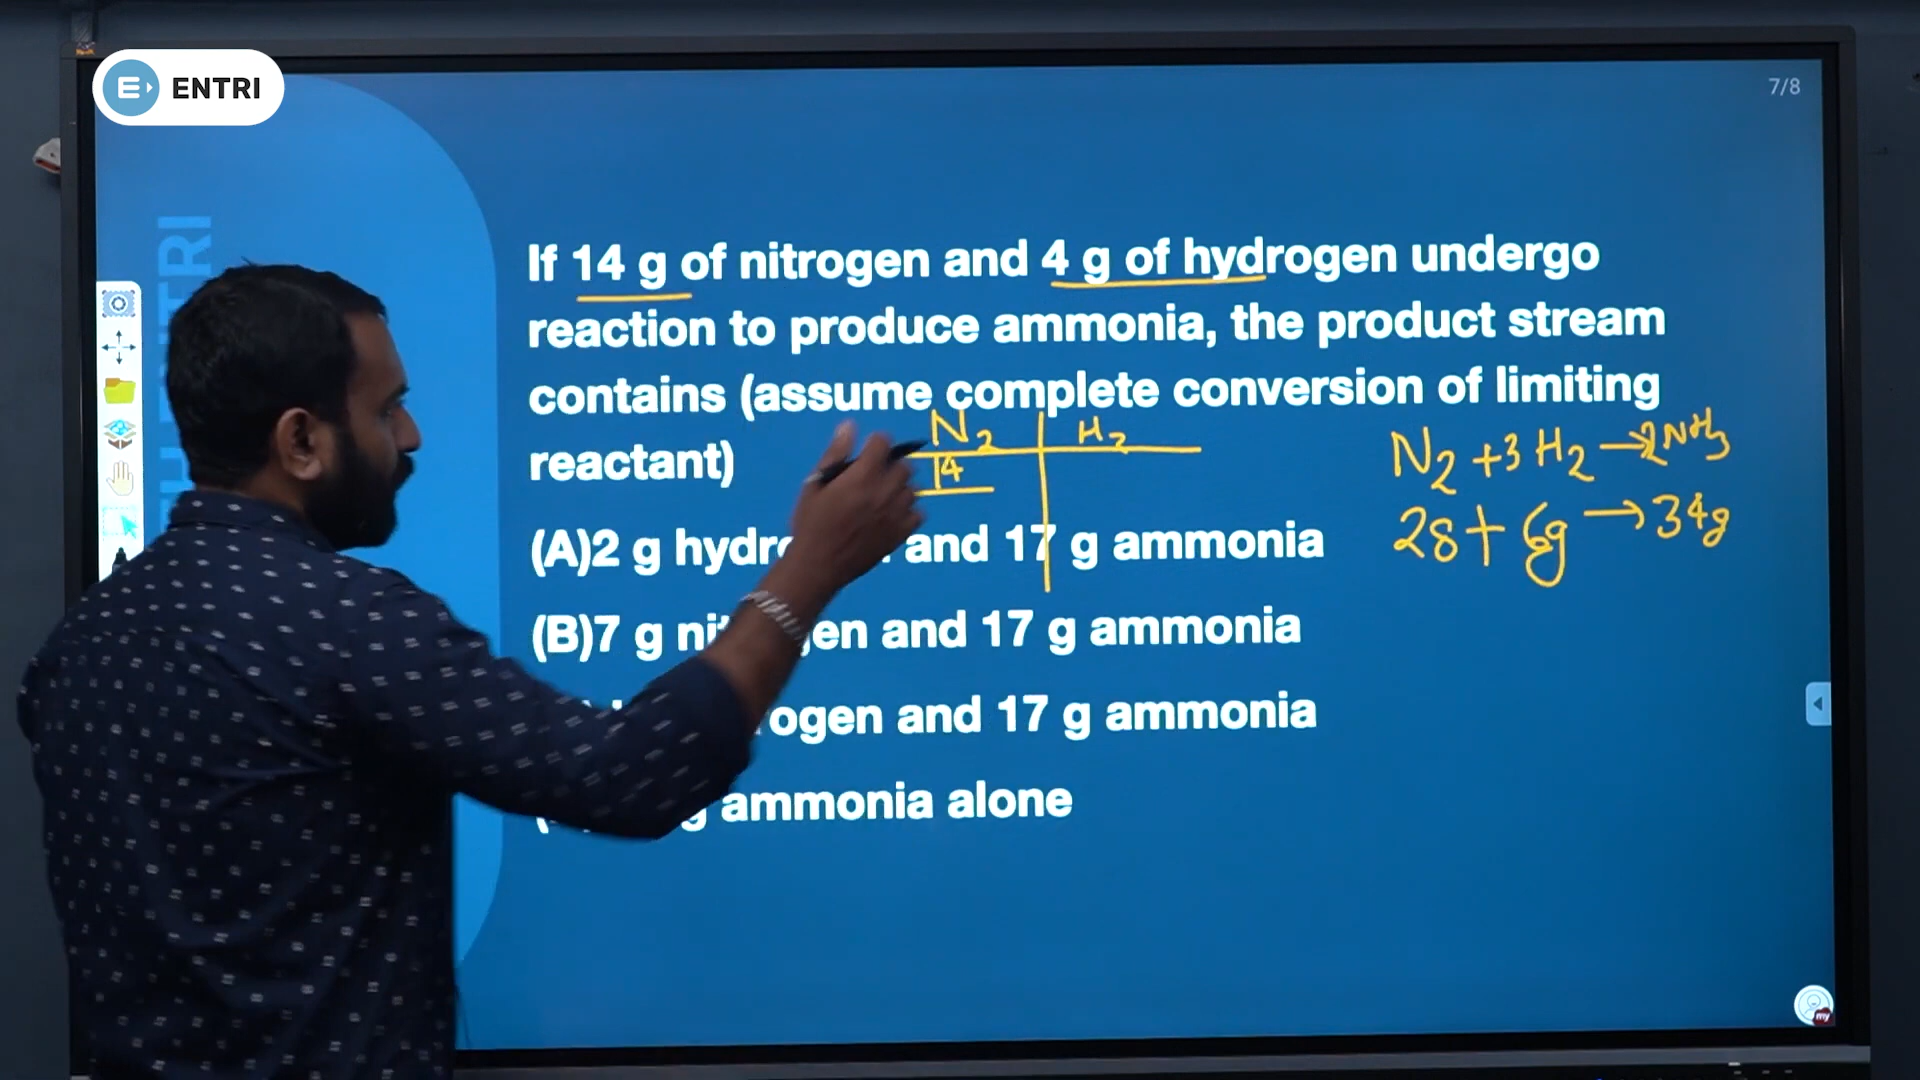 ENTRI
7/8
If 14 g of nitrogen and 4 g of hydrogen undergo
reaction to produce ammonia, the product stream
contains (assume complete conversion of limiting
reactant)
N2 H2
14
N2 + 3 H2 → 2NH3
28 + 6g → 34g
(A)2 g and 17 g ammonia
(B)7 g and 17 g ammonia
and 17 g ammonia
ammonia alone